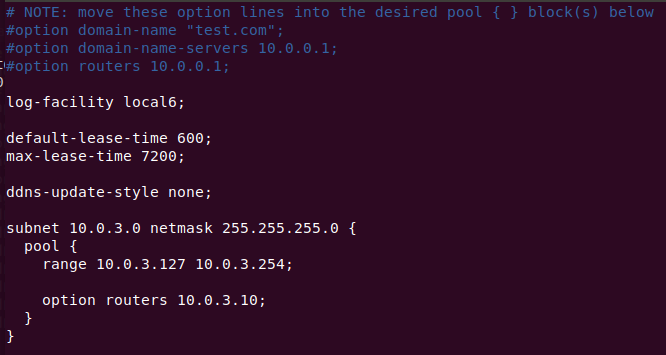 # NOTE: move these option lines into the desired pool { } block(s) below
#option domain-name "test.com";
#option domain-name-servers 10.0.0.1;
#option routers 10.0.0.1;
log-facility local6;
default-lease-time 600;
max-lease-time 7200;
ddns-update-style none;
subnet 10.0.3.0 netmask 255.255.255.0 {
  pool {
    range 10.0.3.127 10.0.3.254;
    option routers 10.0.3.10;
  }
}